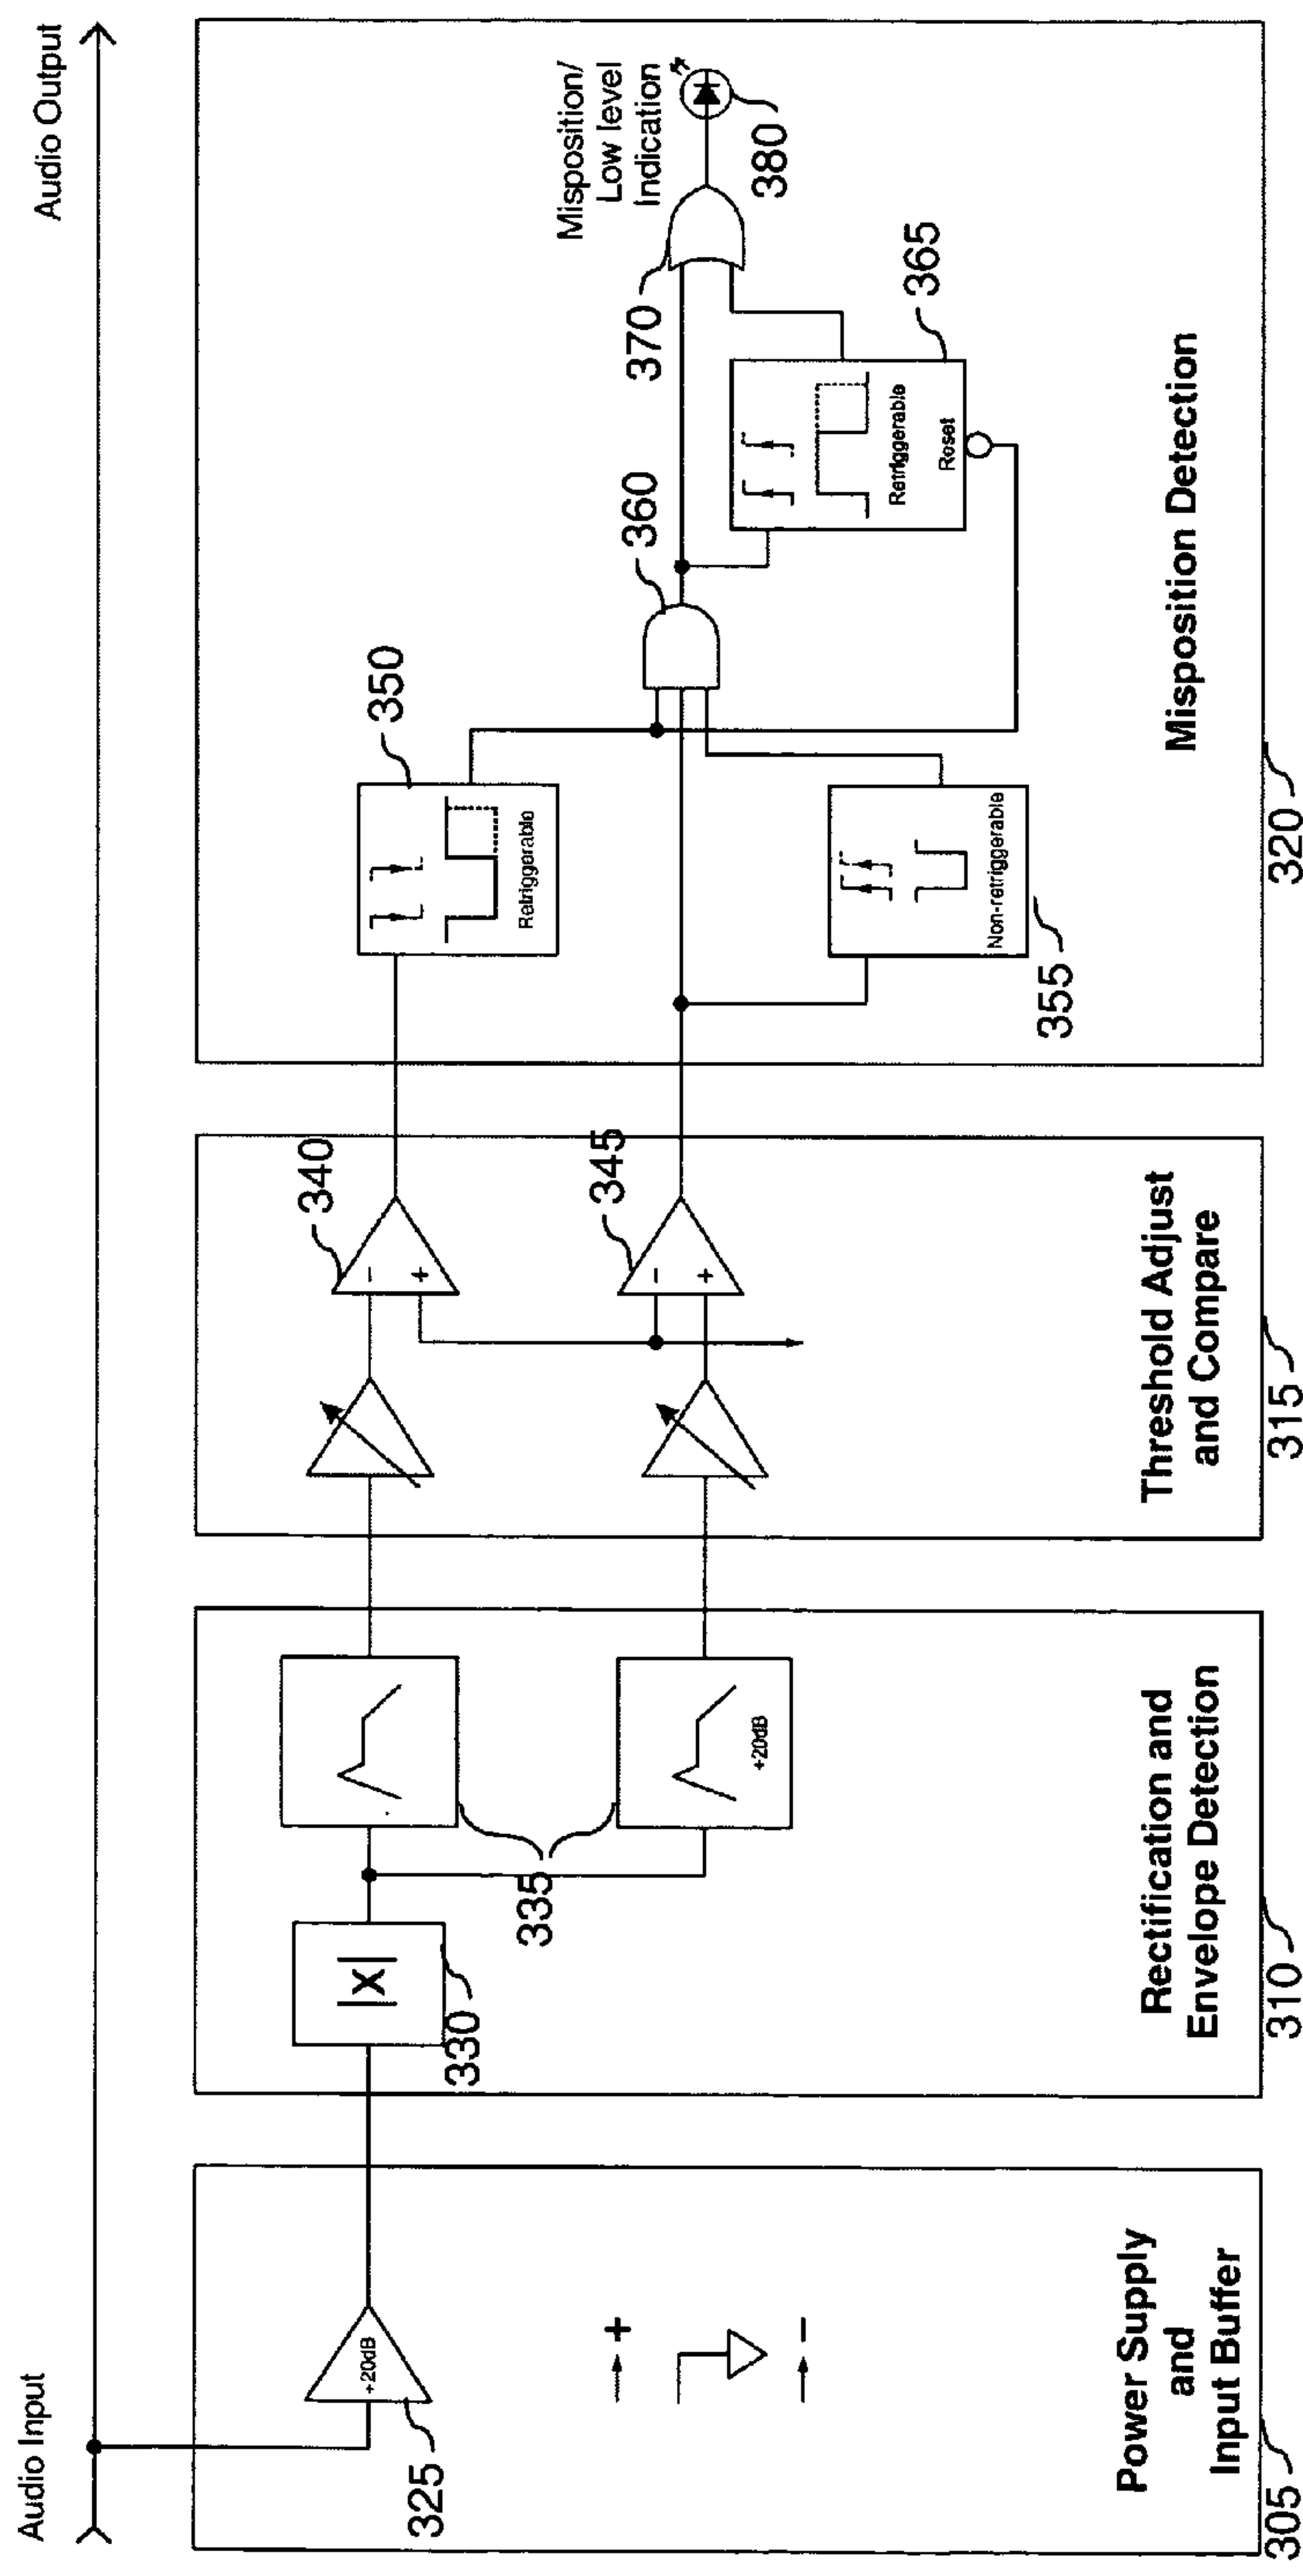 Audio Input
Audio Output
+20dB
325
+
−
Power Supply
and
Input Buffer
305
|X|
330
335
+20dB
Rectification and
Envelope Detection
310
340
−
+
345
−
+
Threshold Adjust
and Compare
315
350
Retriggerable
355
Non-retriggerable
360
365
Retriggerable
Reset
370
Misposition/
Low level
Indication
380
Misposition Detection
320